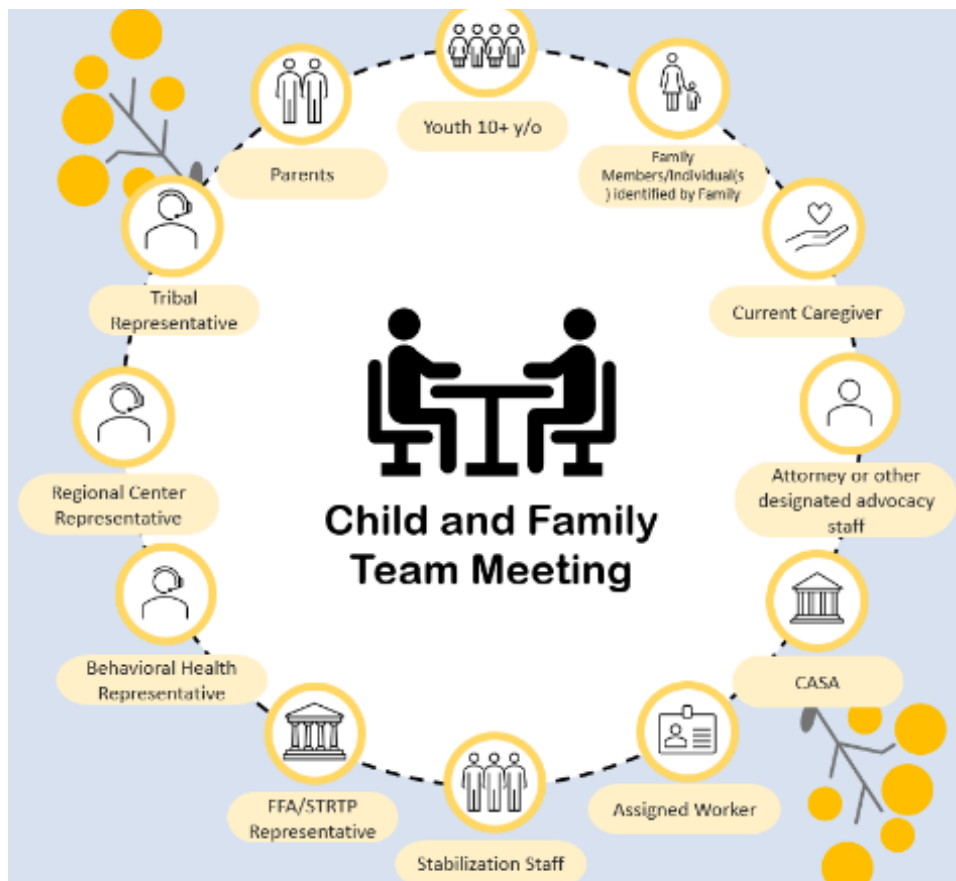 Youth 10+ y/o
Parents
Family
Members/Individual(s
) identified by Family
Tribal
Representative
Current Caregiver
Regional Center
Representative
Attorney or other
designated advocacy
staff
Child and Family
Team Meeting
Behavioral Health
Representative
CASA
FFA/STRTP
Representative
Assigned Worker
Stabilization Staff